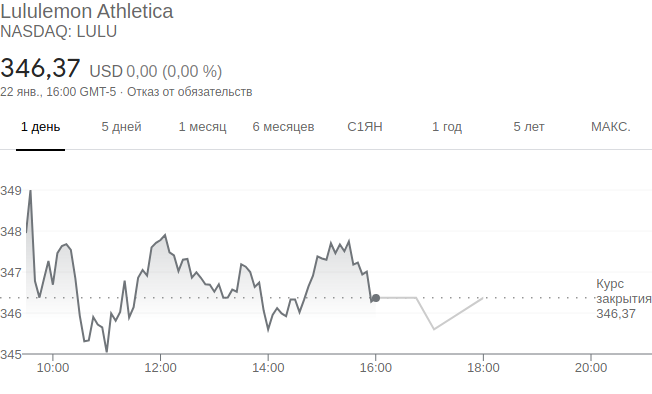 Lululemon Athletica
NASDAQ: LULU
346,37 USD 0,00 (0,00 %)
22 янв., 16:00 GMT-5 · Отказ от обязательств
1 день 5 дней 1 месяц 6 месяцев С1ЯН 1 год 5 лет МАКС.
349
348
347
Курс
закрытия
346,37
346
345
10:00 12:00 14:00 16:00 18:00 20:00